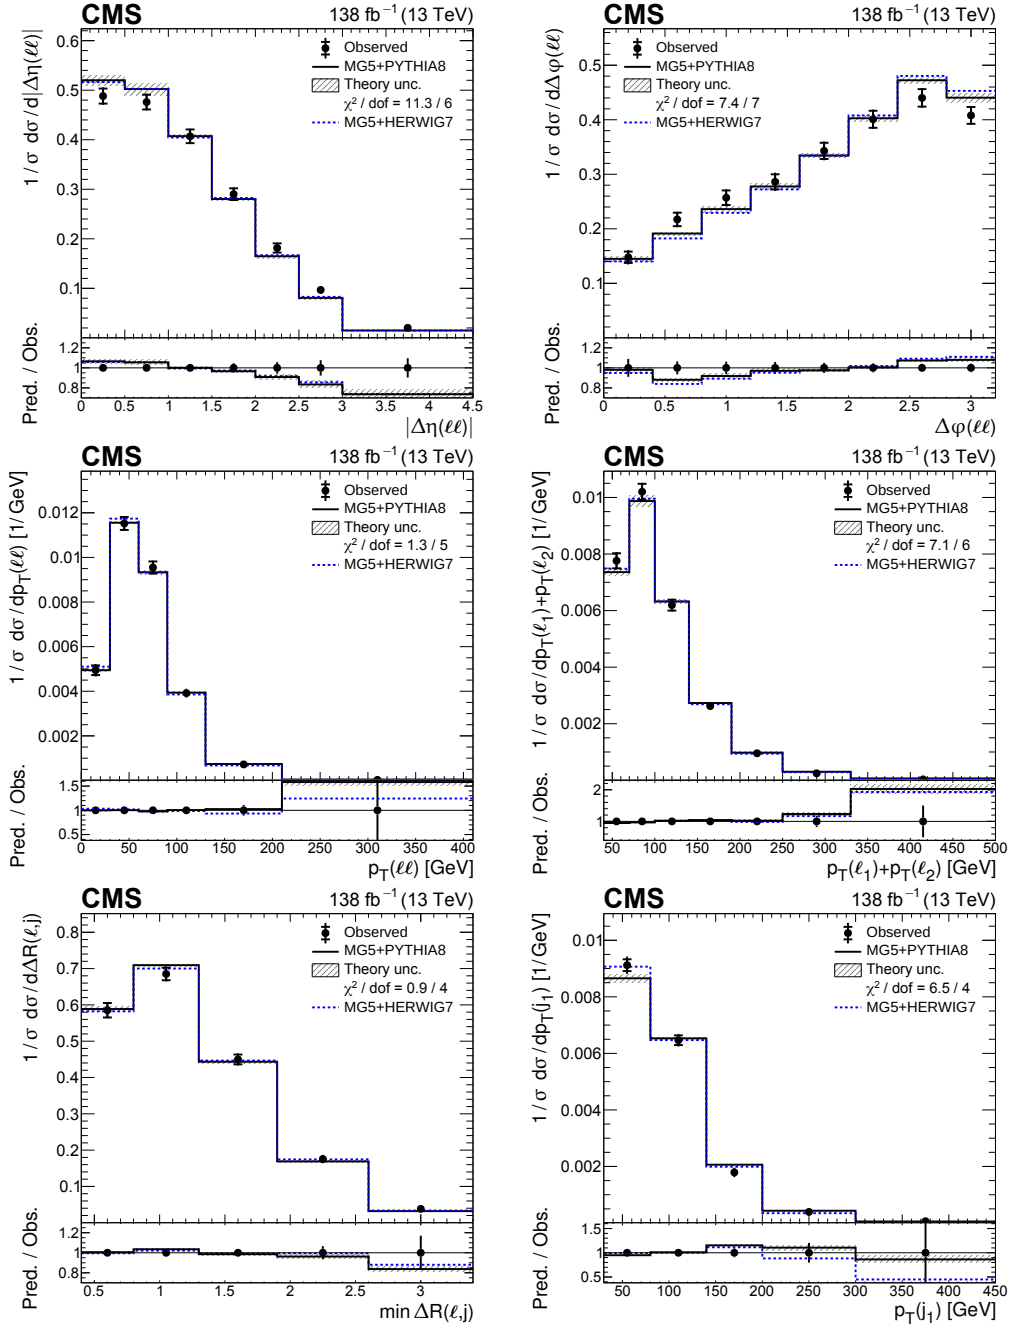 CMS 138 fb⁻¹ (13 TeV)
1 / σ dσ / d|Δη(ℓℓ)|
0.6
0.5
0.4
0.3
0.2
0.1
Observed
MG5+PYTHIA8
Theory unc.
χ² / dof = 11.3 / 6
MG5+HERWIG7
Pred. / Obs.
1.2
1
0.8
0 0.5 1 1.5 2 2.5 3 3.5 4 4.5
|Δη(ℓℓ)|
CMS 138 fb⁻¹ (13 TeV)
1 / σ dσ / dΔφ(ℓℓ)
0.5
0.4
0.3
0.2
0.1
Observed
MG5+PYTHIA8
Theory unc.
χ² / dof = 7.4 / 7
MG5+HERWIG7
Pred. / Obs.
1.2
1
0.8
0 0.5 1 1.5 2 2.5 3
Δφ(ℓℓ)
CMS 138 fb⁻¹ (13 TeV)
1 / σ dσ / dp_T(ℓℓ) [1/GeV]
0.012
0.01
0.008
0.006
0.004
0.002
Observed
MG5+PYTHIA8
Theory unc.
χ² / dof = 1.3 / 5
MG5+HERWIG7
Pred. / Obs.
1.5
1
0.5
0 50 100 150 200 250 300 350 400
p_T(ℓℓ) [GeV]
CMS 138 fb⁻¹ (13 TeV)
1 / σ dσ / dp_T(ℓ₁)+p_T(ℓ₂) [1/GeV]
0.01
0.008
0.006
0.004
0.002
Observed
MG5+PYTHIA8
Theory unc.
χ² / dof = 7.1 / 6
MG5+HERWIG7
Pred. / Obs.
2
1
50 100 150 200 250 300 350 400 450 500
p_T(ℓ₁)+p_T(ℓ₂) [GeV]
CMS 138 fb⁻¹ (13 TeV)
1 / σ dσ / dΔR(ℓ,j)
0.8
0.7
0.6
0.5
0.4
0.3
0.2
0.1
Observed
MG5+PYTHIA8
Theory unc.
χ² / dof = 0.9 / 4
MG5+HERWIG7
Pred. / Obs.
1.2
1
0.8
0.5 1 1.5 2 2.5 3
min ΔR(ℓ,j)
CMS 138 fb⁻¹ (13 TeV)
1 / σ dσ / dp_T(j₁) [1/GeV]
0.01
0.008
0.006
0.004
0.002
Observed
MG5+PYTHIA8
Theory unc.
χ² / dof = 6.5 / 4
MG5+HERWIG7
Pred. / Obs.
1.5
1
0.5
50 100 150 200 250 300 350 400 450
p_T(j₁) [GeV]